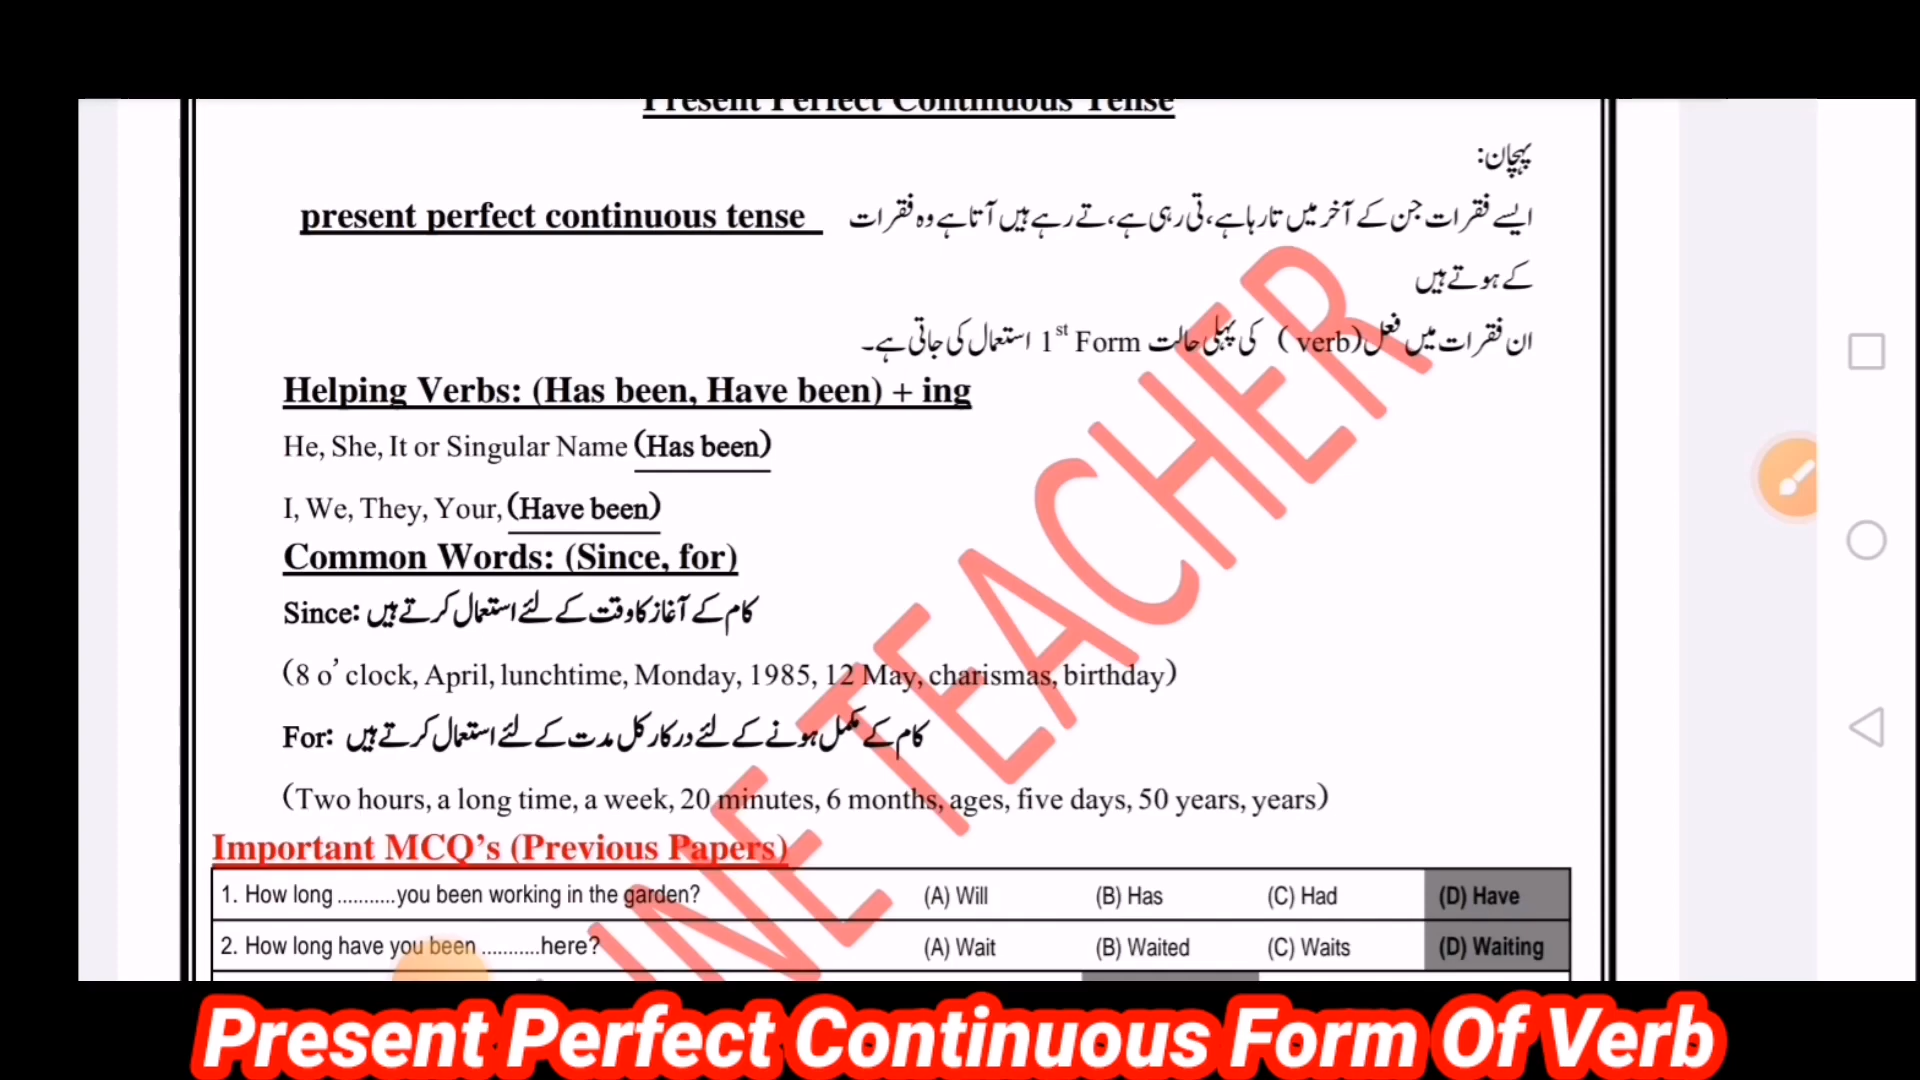 Present Perfect Continuous Tense
پہچان:
ایسے فقرات جن کے آخر میں تا رہا ہے، تی رہی ہے، تے رہے ہیں آتا ہے وہ فقرات present perfect continuous tense
کے ہوتے ہیں
ان فقرات میں فعل (verb) کی پہلی حالت 1st Form استعمال کی جاتی ہے۔
Helping Verbs: (Has been, Have been) + ing
He, She, It or Singular Name (Has been)
I, We, They, Your, (Have been)
Common Words: (Since, for)
Since: کام کے آغاز کا وقت کے لئے استعمال کرتے ہیں
(8 o’ clock, April, lunchtime, Monday, 1985, 12 May, charismas, birthday)
For: کام کے مکمل ہونے کے لئے درکار کل مدت کے لئے استعمال کرتے ہیں
(Two hours, a long time, a week, 20 minutes, 6 months, ages, five days, 50 years, years)
Important MCQ’s (Previous Papers)
1. How long ...........you been working in the garden? (A) Will (B) Has (C) Had (D) Have
2. How long have you been ..........here? (A) Wait (B) Waited (C) Waits (D) Waiting
INE TEACHER
Present Perfect Continuous Form Of Verb